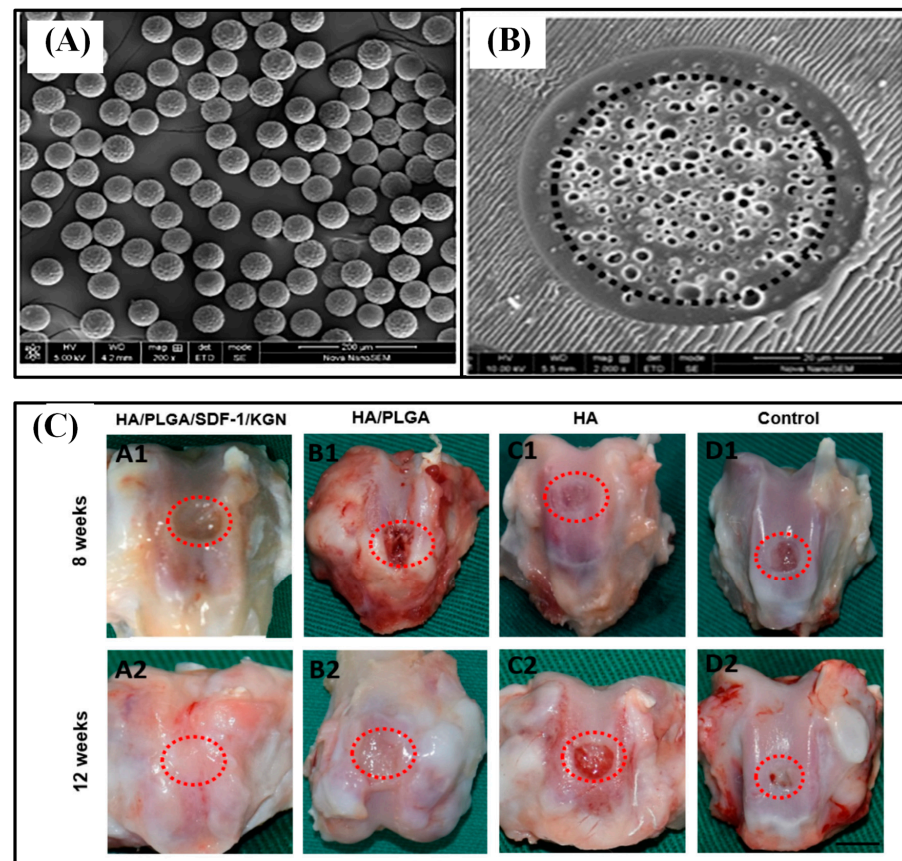 (A)
HV WD mag det mode 200 µm
5.00 kV 4.2 mm 200 x ETD SE Nova NanoSEM
(B)
HV WD mag det mode 20 µm
10.00 kV 5.5 mm 2 000 x ETD SE Nova NanoSEM
(C)
HA/PLGA/SDF-1/KGN HA/PLGA HA Control
8 weeks
A1 B1 C1 D1
12 weeks
A2 B2 C2 D2